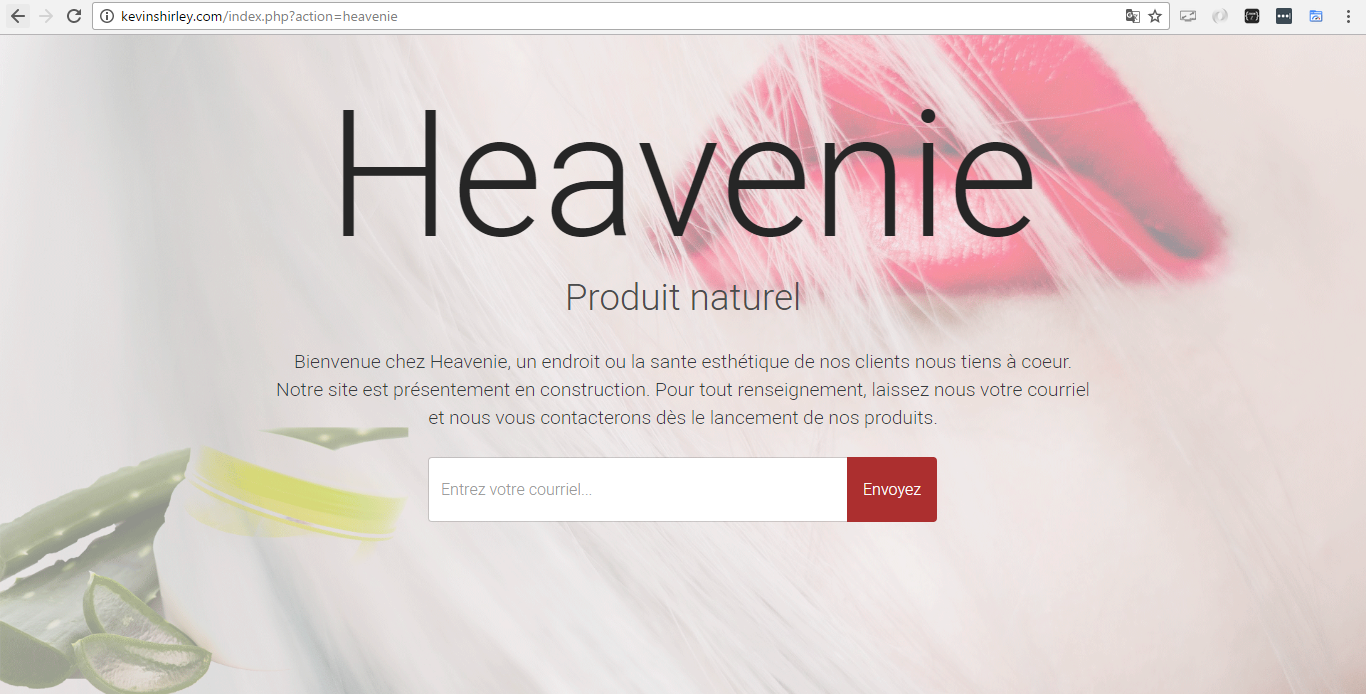 kevinshirley.com/index.php?action=heavenie
Heavenie
Produit naturel
Bienvenue chez Heavenie, un endroit ou la sante esthétique de nos clients nous tiens à coeur.
Notre site est présentement en construction. Pour tout renseignement, laissez nous votre courriel
et nous vous contacterons dès le lancement de nos produits.
Entrez votre courriel...
Envoyez